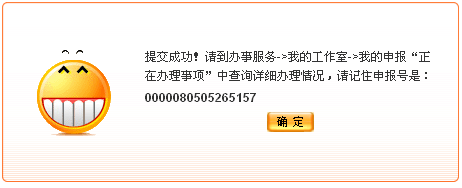 提交成功！请到办事服务->我的工作室->我的申报“正
在办理事项”中查询详细办理情况，请记住申报号是：
0000080505265157
确 定